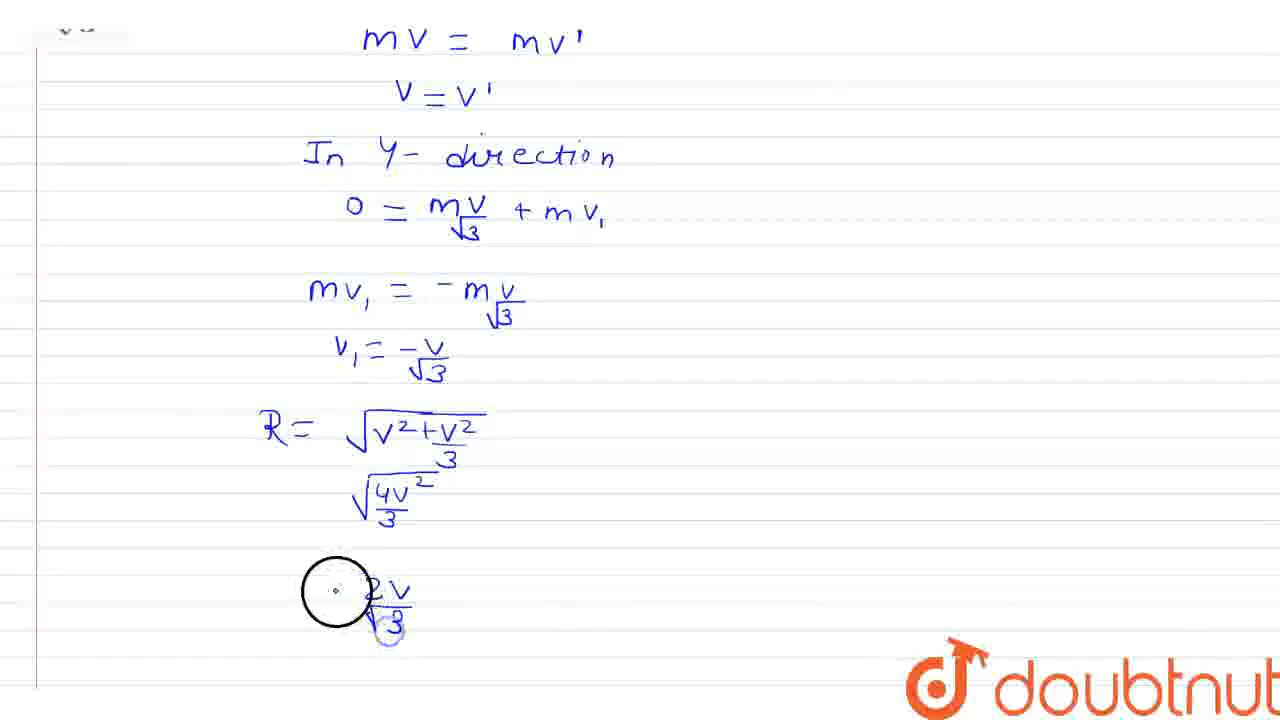 mv = mv'
v = v'
In Y- direction
0 = mv/√3 + mv₁
mv₁ = -mv/√3
v₁ = -v/√3
R = √(v² + v²/3)
√(4v²/3)
2v/√3
doubtnut